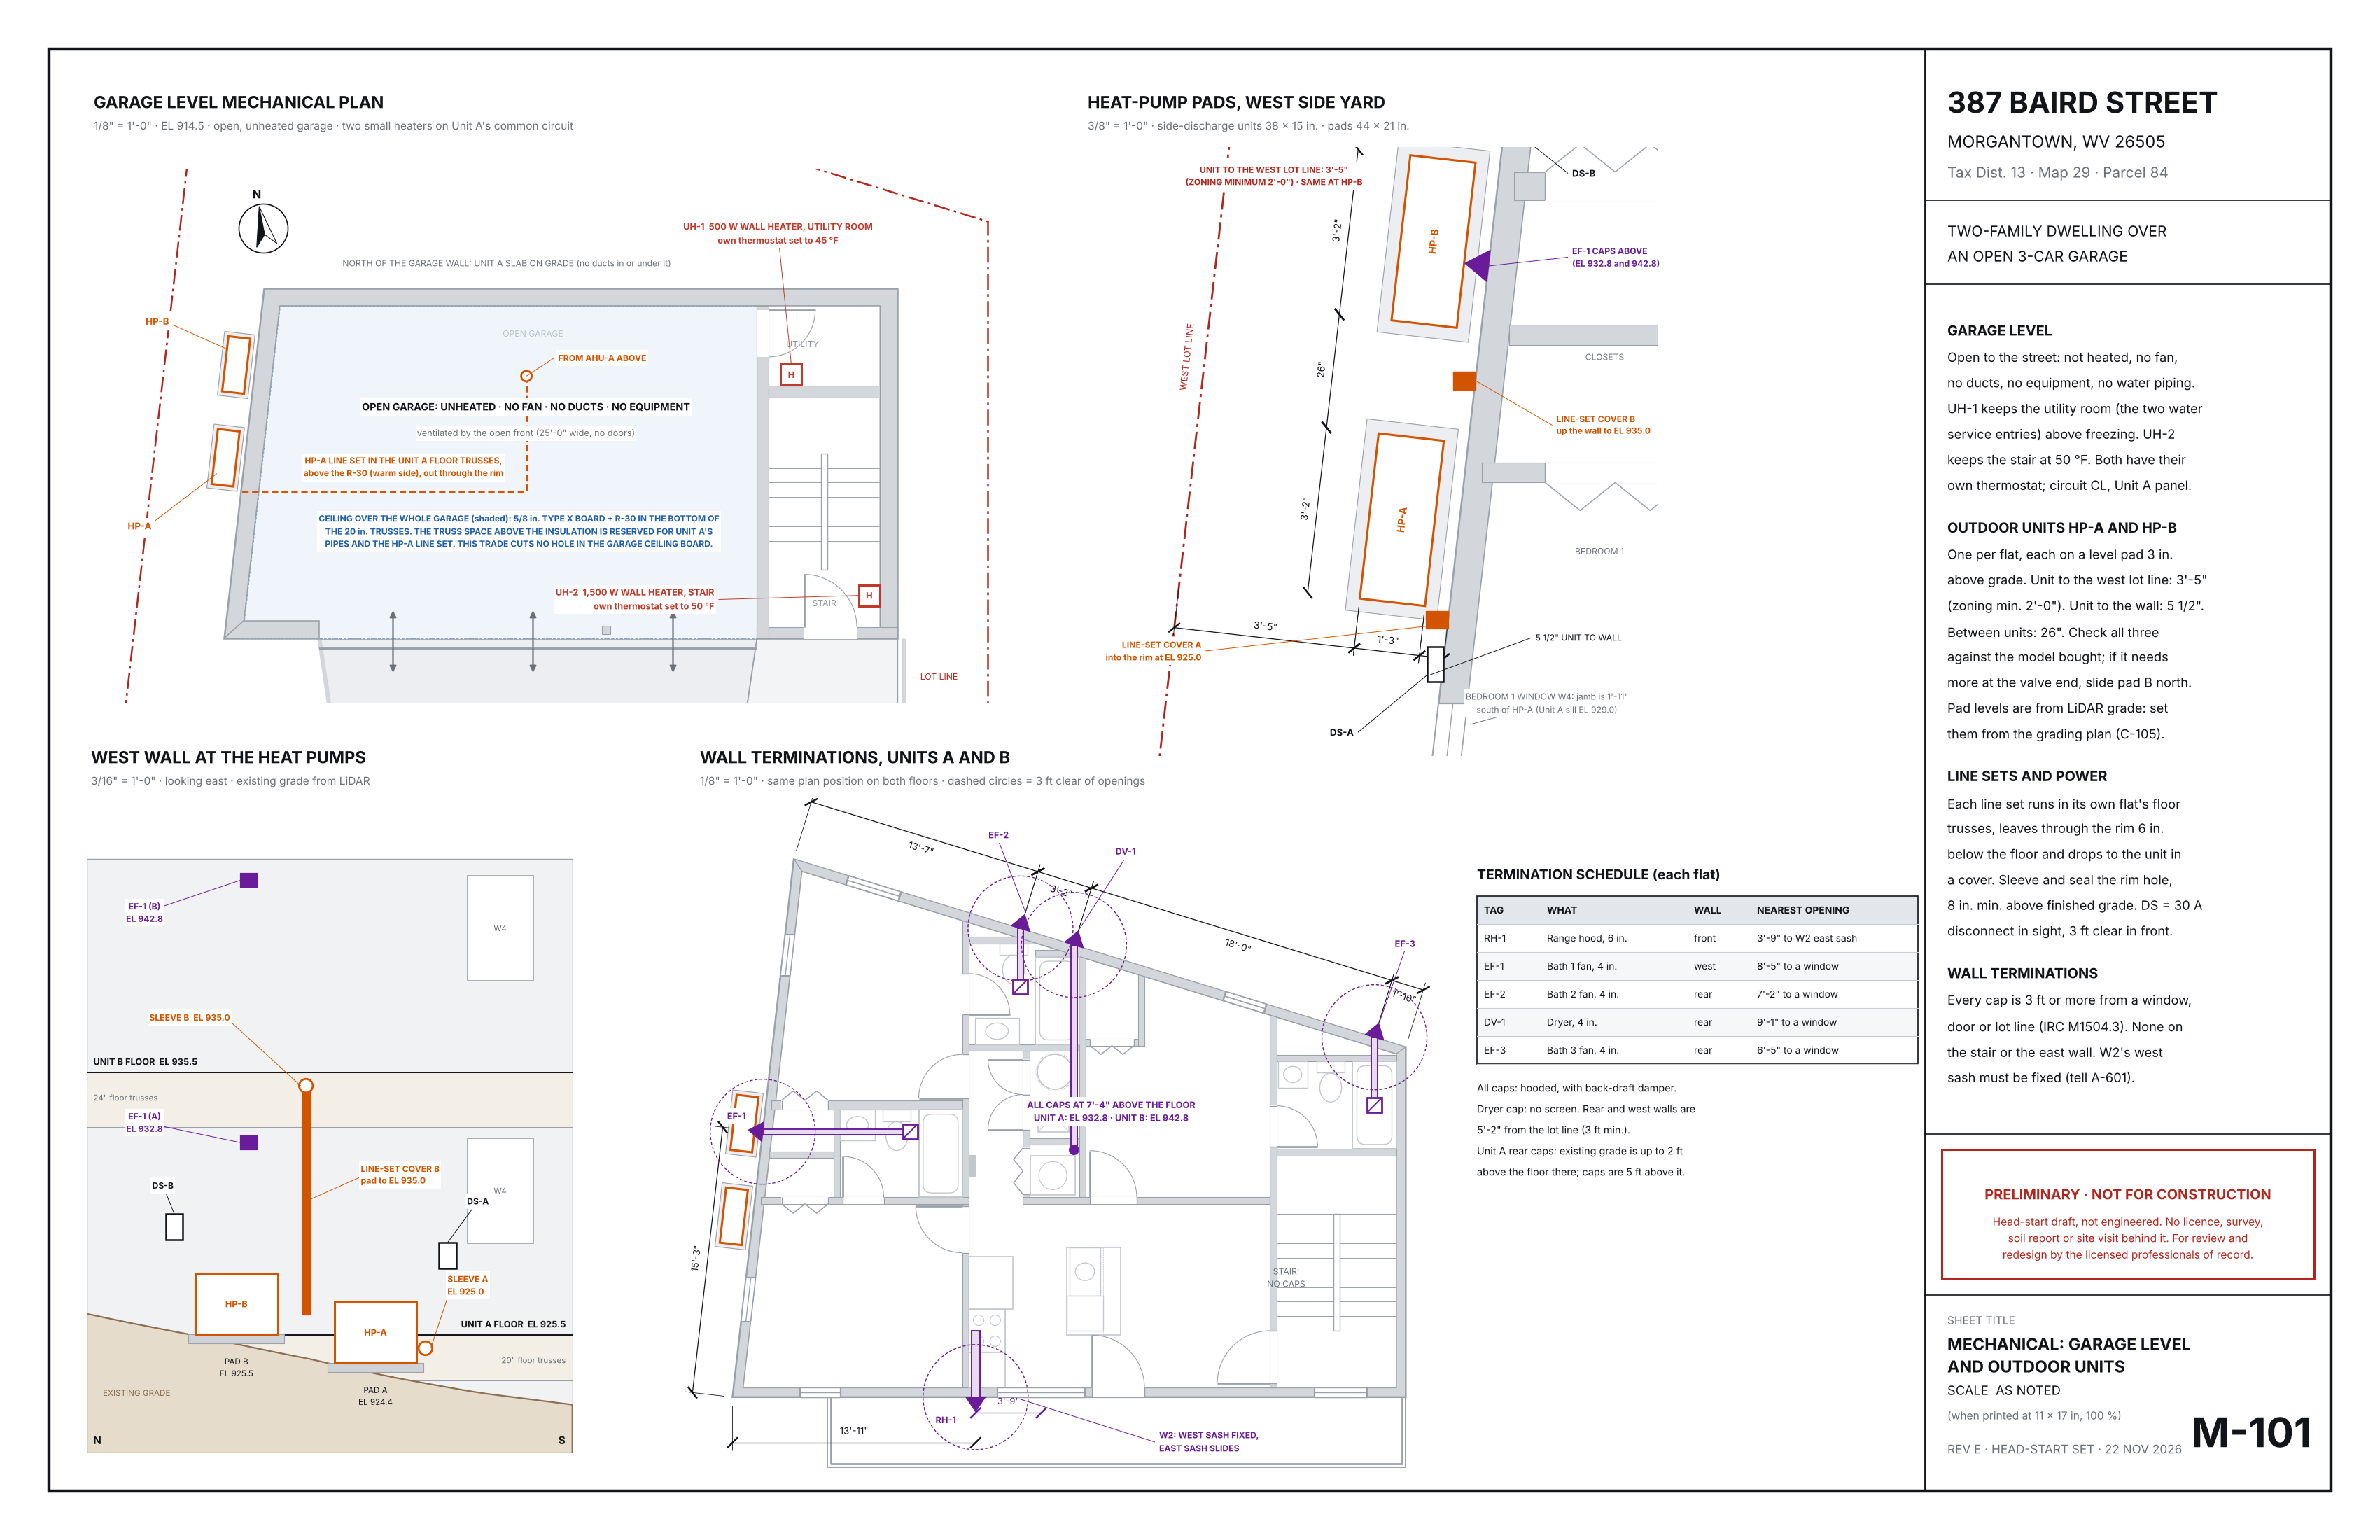 GARAGE LEVEL MECHANICAL PLAN
1/8" = 1'-0" · EL 914.5 · open, unheated garage · two small heaters on Unit A's common circuit
N
UH-1 500 W WALL HEATER, UTILITY ROOM
own thermostat set to 45 °F
NORTH OF THE GARAGE WALL: UNIT A SLAB ON GRADE (no ducts in or under it)
HP-B
OPEN GARAGE
UTILITY
FROM AHU-A ABOVE
H
OPEN GARAGE: UNHEATED · NO FAN · NO DUCTS · NO EQUIPMENT
ventilated by the open front (25'-0" wide, no doors)
HP-A LINE SET IN THE UNIT A FLOOR TRUSSES,
above the R-30 (warm side), out through the rim
HP-A
CEILING OVER THE WHOLE GARAGE (shaded): 5/8 in. TYPE X BOARD + R-30 IN THE BOTTOM OF
THE 20 in. TRUSSES. THE TRUSS SPACE ABOVE THE INSULATION IS RESERVED FOR UNIT A'S
PIPES AND THE HP-A LINE SET. THIS TRADE CUTS NO HOLE IN THE GARAGE CEILING BOARD.
UH-2 1,500 W WALL HEATER, STAIR
own thermostat set to 50 °F
H
STAIR
LOT LINE
HEAT-PUMP PADS, WEST SIDE YARD
3/8" = 1'-0" · side-discharge units 38 × 15 in. · pads 44 × 21 in.
UNIT TO THE WEST LOT LINE: 3'-5"
(ZONING MINIMUM 2'-0") · SAME AT HP-B
DS-B
3'-2"
HP-B
EF-1 CAPS ABOVE
(EL 932.8 and 942.8)
WEST LOT LINE
26"
CLOSETS
LINE-SET COVER B
up the wall to EL 935.0
3'-2"
HP-A
BEDROOM 1
3'-5"
1'-3"
5 1/2" UNIT TO WALL
LINE-SET COVER A
into the rim at EL 925.0
BEDROOM 1 WINDOW W4: jamb is 1'-11"
south of HP-A (Unit A sill EL 929.0)
DS-A
WEST WALL AT THE HEAT PUMPS
3/16" = 1'-0" · looking east · existing grade from LiDAR
EF-1 (B)
EL 942.8
W4
SLEEVE B EL 935.0
UNIT B FLOOR EL 935.5
24" floor trusses
EF-1 (A)
EL 932.8
LINE-SET COVER B
pad to EL 935.0
DS-B
DS-A
W4
SLEEVE A
EL 925.0
HP-B
UNIT A FLOOR EL 925.5
HP-A
PAD B
EL 925.5
20" floor trusses
EXISTING GRADE
PAD A
EL 924.4
N
S
WALL TERMINATIONS, UNITS A AND B
1/8" = 1'-0" · same plan position on both floors · dashed circles = 3 ft clear of openings
EF-2
13'-7"
DV-1
3'-2"
18'-0"
EF-3
1'-10"
EF-1
ALL CAPS AT 7'-4" ABOVE THE FLOOR
UNIT A: EL 932.8 · UNIT B: EL 942.8
15'-3"
STAIR:
NO CAPS
3'-9"
RH-1
13'-11"
W2: WEST SASH FIXED,
EAST SASH SLIDES
TERMINATION SCHEDULE (each flat)
TAG WHAT WALL NEAREST OPENING
RH-1 Range hood, 6 in. front 3'-9" to W2 east sash
EF-1 Bath 1 fan, 4 in. west 8'-5" to a window
EF-2 Bath 2 fan, 4 in. rear 7'-2" to a window
DV-1 Dryer, 4 in. rear 9'-1" to a window
EF-3 Bath 3 fan, 4 in. rear 6'-5" to a window
All caps: hooded, with back-draft damper.
Dryer cap: no screen. Rear and west walls are
5'-2" from the lot line (3 ft min.).
Unit A rear caps: existing grade is up to 2 ft
above the floor there; caps are 5 ft above it.
387 BAIRD STREET
MORGANTOWN, WV 26505
Tax Dist. 13 · Map 29 · Parcel 84
TWO-FAMILY DWELLING OVER
AN OPEN 3-CAR GARAGE
GARAGE LEVEL
Open to the street: not heated, no fan,
no ducts, no equipment, no water piping.
UH-1 keeps the utility room (the two water
service entries) above freezing. UH-2
keeps the stair at 50 °F. Both have their
own thermostat; circuit CL, Unit A panel.
OUTDOOR UNITS HP-A AND HP-B
One per flat, each on a level pad 3 in.
above grade. Unit to the west lot line: 3'-5"
(zoning min. 2'-0"). Unit to the wall: 5 1/2".
Between units: 26". Check all three
against the model bought; if it needs
more at the valve end, slide pad B north.
Pad levels are from LiDAR grade: set
them from the grading plan (C-105).
LINE SETS AND POWER
Each line set runs in its own flat's floor
trusses, leaves through the rim 6 in.
below the floor and drops to the unit in
a cover. Sleeve and seal the rim hole,
8 in. min. above finished grade. DS = 30 A
disconnect in sight, 3 ft clear in front.
WALL TERMINATIONS
Every cap is 3 ft or more from a window,
door or lot line (IRC M1504.3). None on
the stair or the east wall. W2's west
sash must be fixed (tell A-601).
PRELIMINARY · NOT FOR CONSTRUCTION
Head-start draft, not engineered. No licence, survey,
soil report or site visit behind it. For review and
redesign by the licensed professionals of record.
SHEET TITLE
MECHANICAL: GARAGE LEVEL
AND OUTDOOR UNITS
SCALE AS NOTED
(when printed at 11 × 17 in, 100 %)
REV E · HEAD-START SET · 22 NOV 2026
M-101